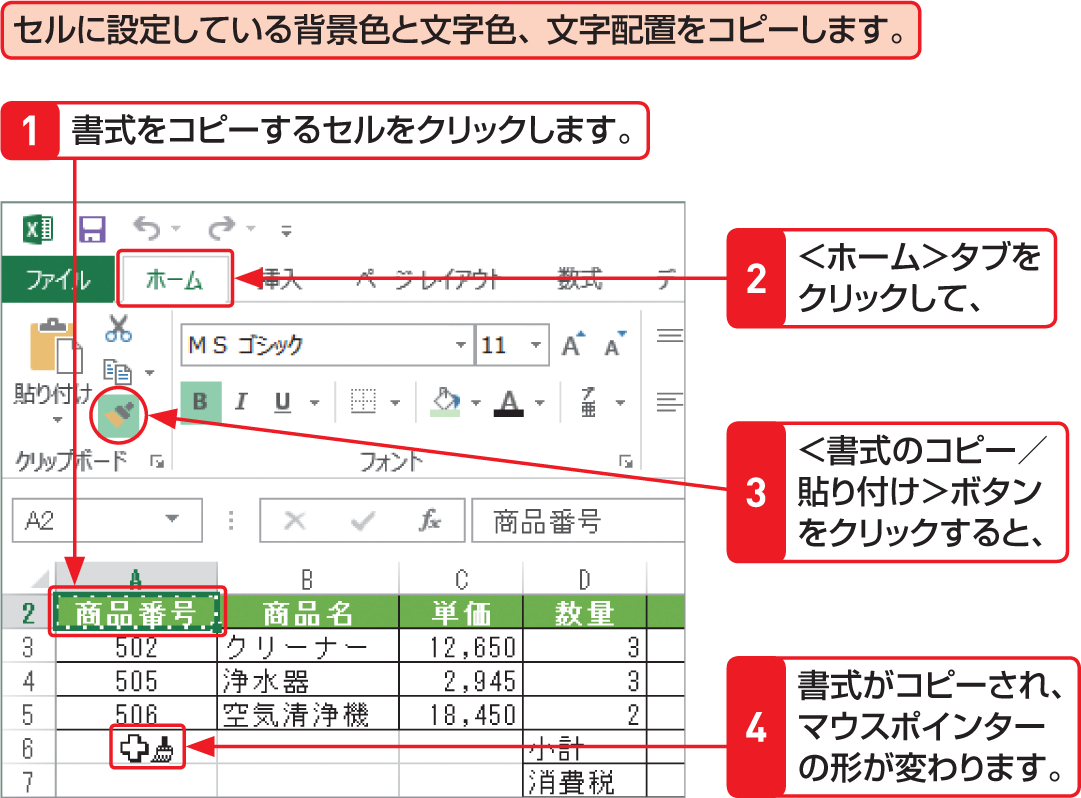 セルに設定している背景色と文字色、文字配置をコピーします。
1 書式をコピーするセルをクリックします。
ファイル ホーム 挿入 ページ レイアウト 数式 デ
2 <ホーム>タブを
クリックして、
ＭＳ ゴシック 11 A A
貼り付け B I U A ア亜
クリップボード フォント
3 <書式のコピー／
貼り付け>ボタン
をクリックすると、
A2 fx 商品番号
A B C D
2 商品番号 商品名 単価 数量
3 502 クリーナー 12,650 3
4 505 浄水器 2,945 3
5 506 空気清浄機 18,450 2
6 小計
7 消費税
4 書式がコピーされ、
マウスポインター
の形が変わります。